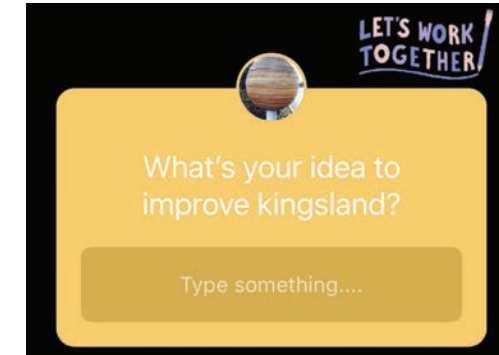 LET'S WORK
TOGETHER
What's your idea to
improve kingsland?
Type something....